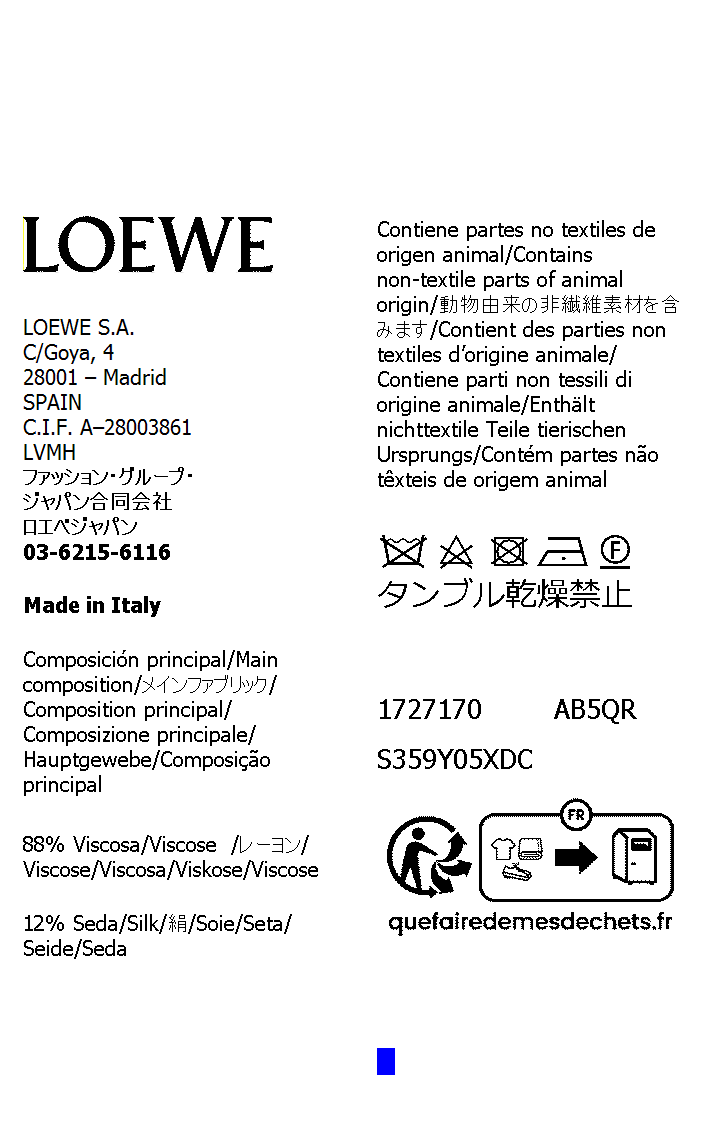 LOEWE
LOEWE S.A.
C/Goya, 4
28001 – Madrid
SPAIN
C.I.F. A–28003861
LVMH
ファッション・グループ・
ジャパン合同会社
ロエベジャパン
03-6215-6116
Made in Italy
Composición principal/Main
composition/メインファブリック/
Composition principal/
Composizione principale/
Hauptgewebe/Composição
principal
88% Viscosa/Viscose /レーヨン/
Viscose/Viscosa/Viskose/Viscose
12% Seda/Silk/絹/Soie/Seta/
Seide/Seda
Contiene partes no textiles de
origen animal/Contains
non-textile parts of animal
origin/動物由来の非繊維素材を含
みます/Contient des parties non
textiles d’origine animale/
Contiene parti non tessili di
origine animale/Enthält
nichttextile Teile tierischen
Ursprungs/Contém partes não
têxteis de origem animal
F
タンブル乾燥禁止
1727170 AB5QR
S359Y05XDC
FR
quefairedemesdechets.fr